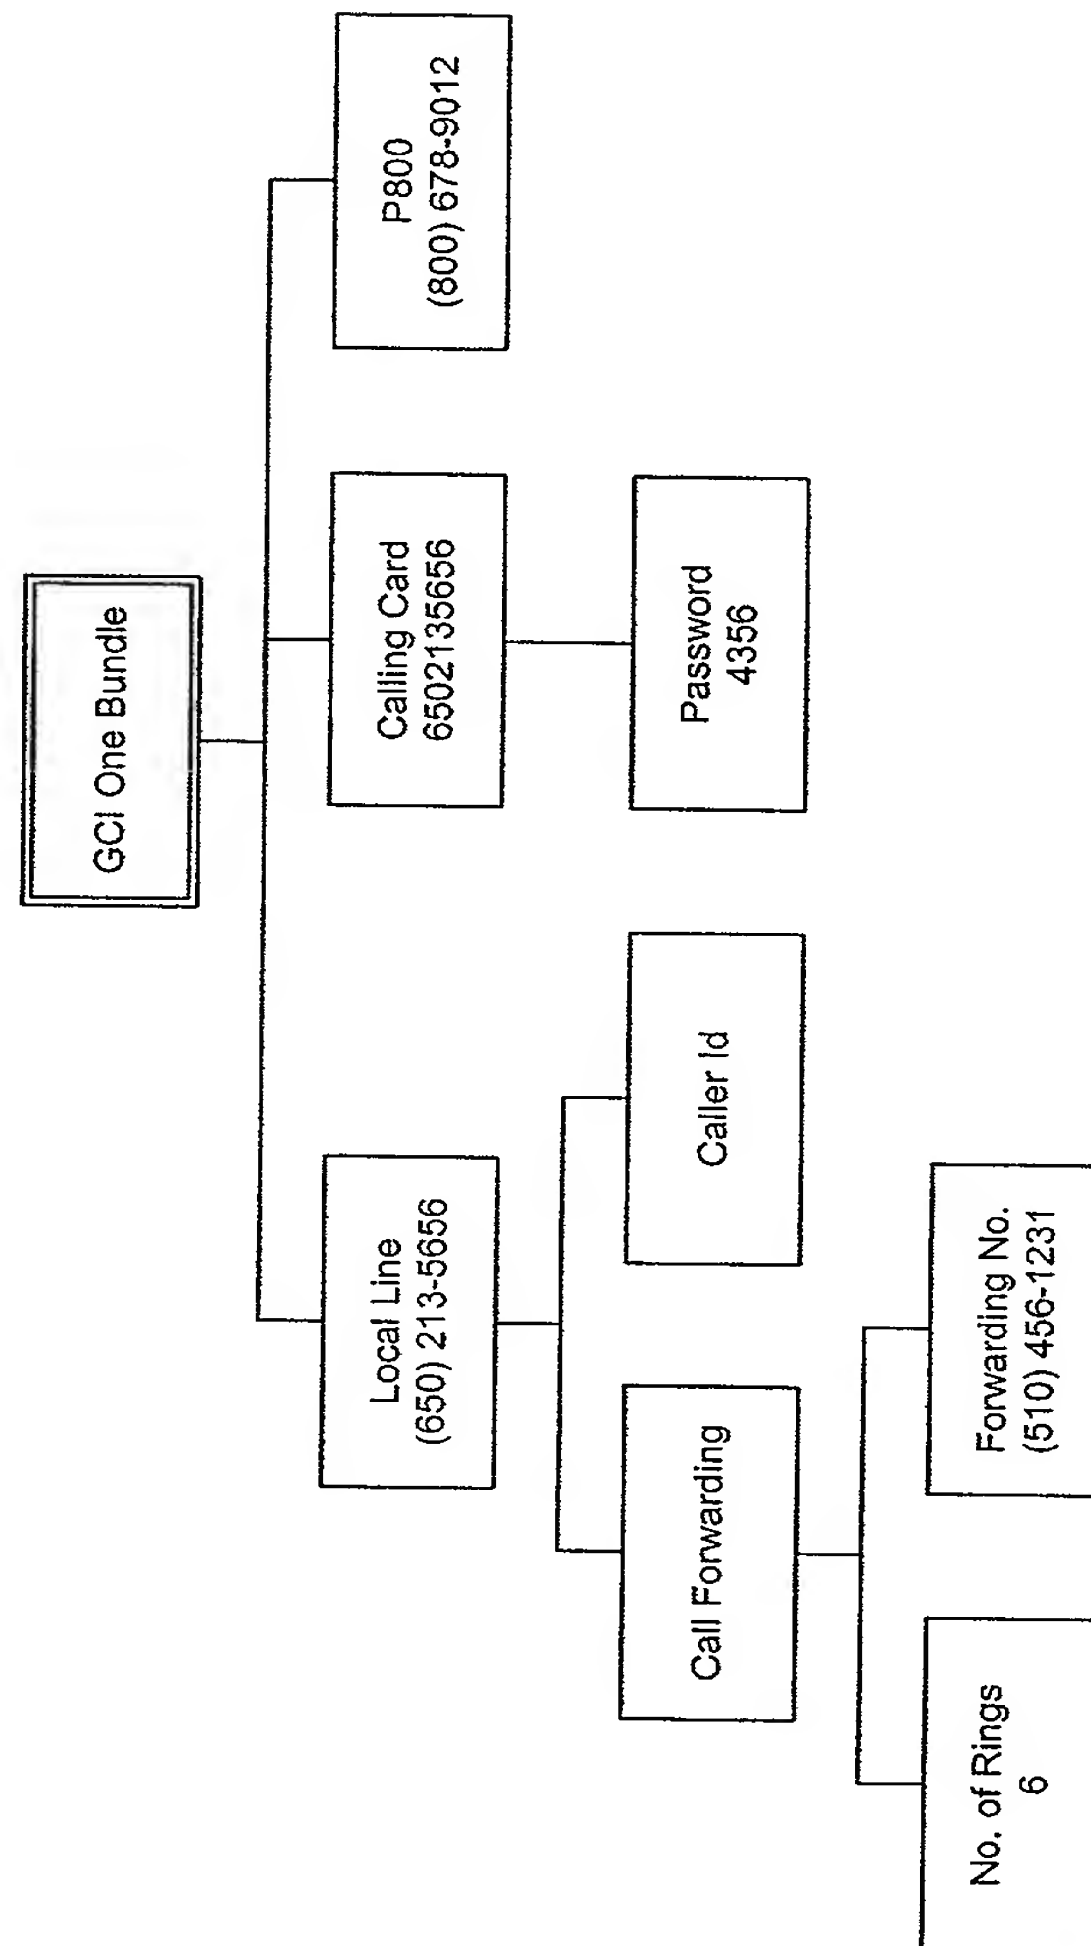 GCI One Bundle
Local Line
(650) 213-5656
Calling Card
6502135656
P800
(800) 678-9012
Call Forwarding
Caller Id
Password
4356
No. of Rings
6
Forwarding No.
(510) 456-1231